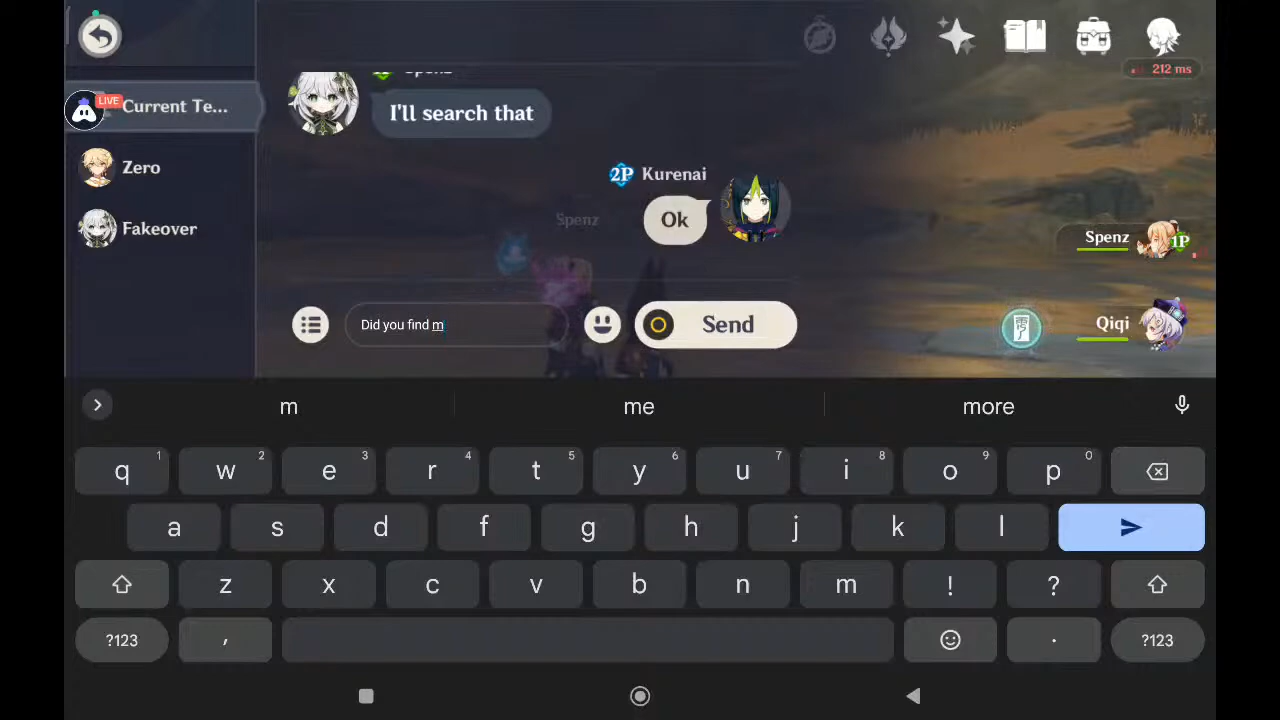 212 ms
LIVE
Current Te...
Zero
Fakeover
Spenz
I'll search that
2P Kurenai
Ok
Spenz
Spenz 1P
Qiqi
Did you find m
Send
m me more
q 1 w 2 e 3 r 4 t 5 y 6 u 7 i 8 o 9 p 0
a s d f g h j k l
z x c v b n m ! ?
?123 , . ?123